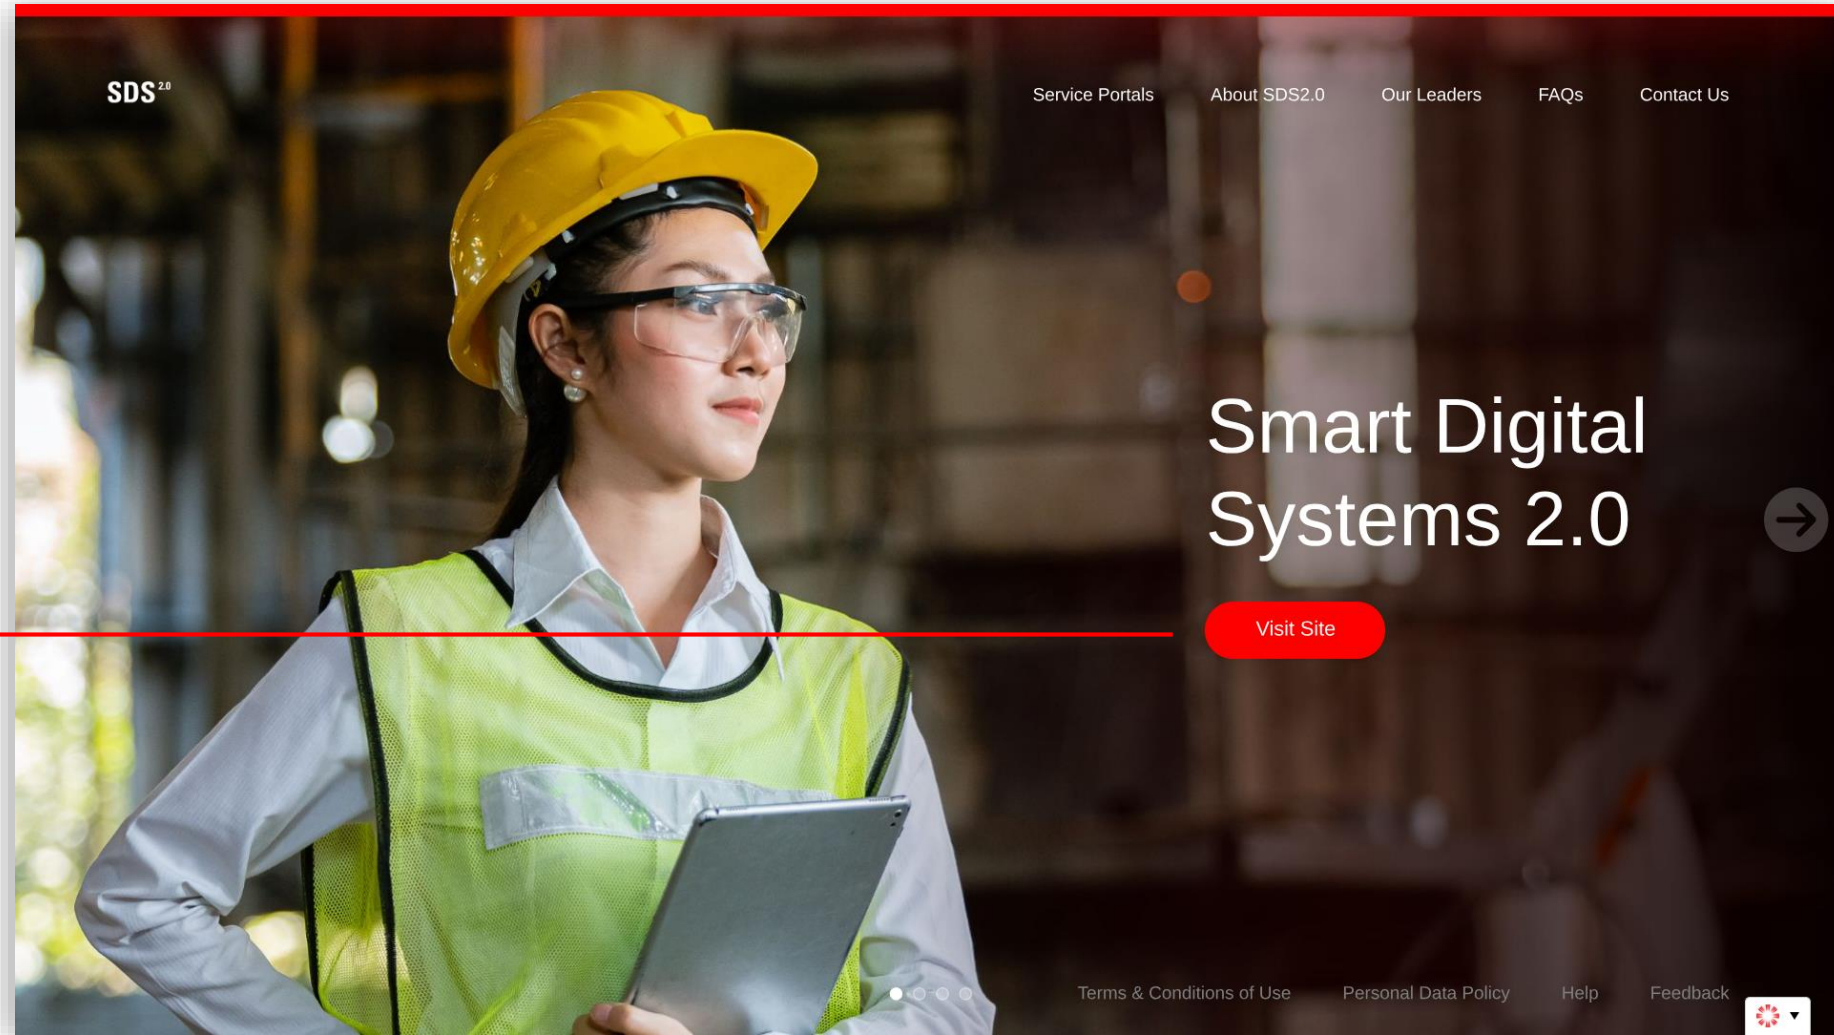 SDS 2.0
Service Portals
About SDS2.0
Our Leaders
FAQs
Contact Us
Smart Digital
Systems 2.0
Visit Site
Terms & Conditions of Use
Personal Data Policy
Help
Feedback